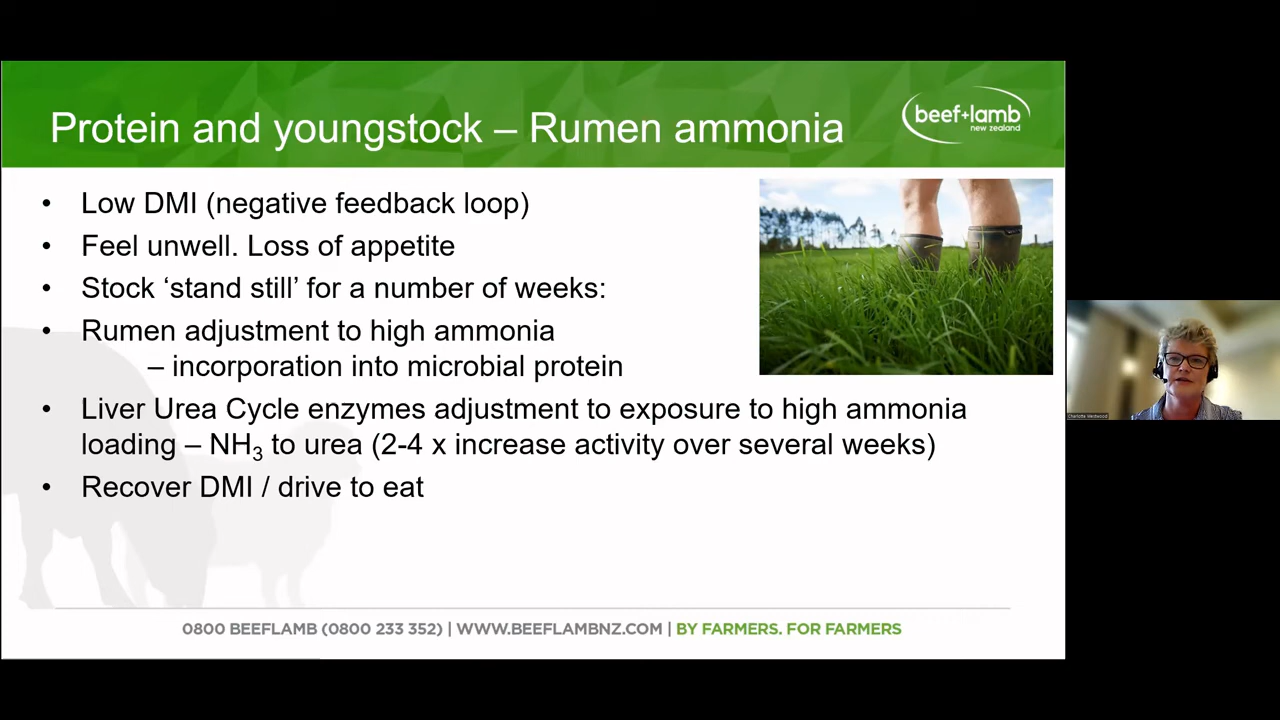 Protein and youngstock – Rumen ammonia
beef+lamb
new zealand
• Low DMI (negative feedback loop)
• Feel unwell. Loss of appetite
• Stock ‘stand still’ for a number of weeks:
• Rumen adjustment to high ammonia
– incorporation into microbial protein
• Liver Urea Cycle enzymes adjustment to exposure to high ammonia
loading – NH₃ to urea (2-4 x increase activity over several weeks)
• Recover DMI / drive to eat
Charlotte Westwood
0800 BEEFLAMB (0800 233 352) | WWW.BEEFLAMBNZ.COM | BY FARMERS. FOR FARMERS